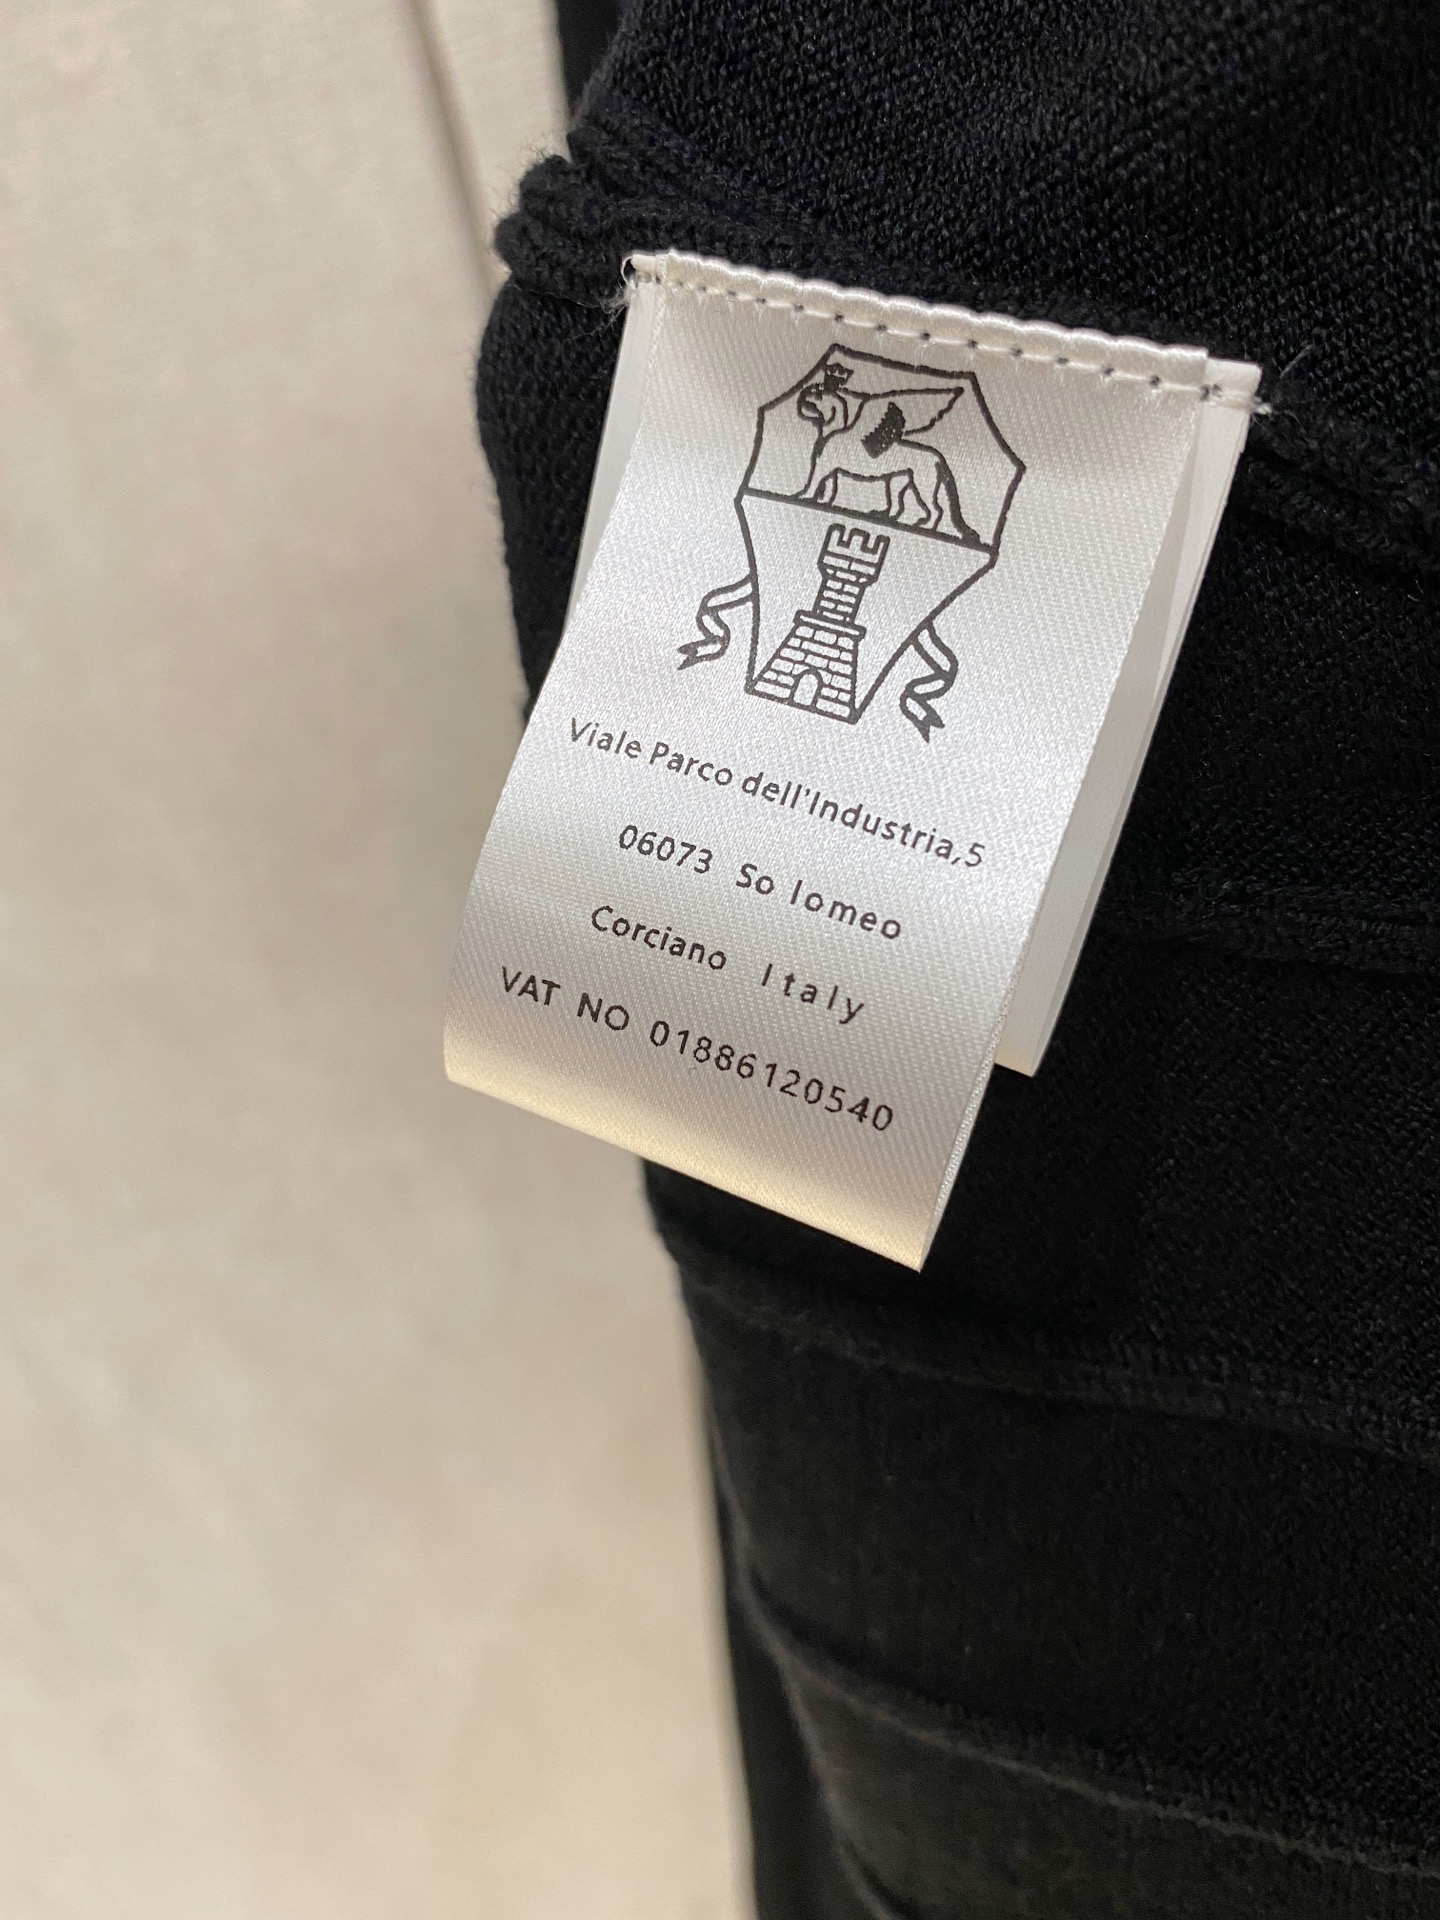 Viale Parco dell'Industria,5
06073 So lomeo
Corciano Italy
VAT NO 01886120540